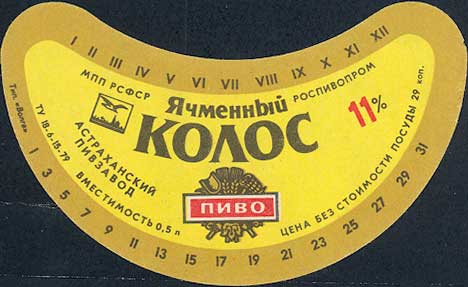 I II III IV V VI VII VIII IX X XI XII
МПП РСФСР
РОСПИВОПРОМ
Ячменный
КОЛОС
11%
АСТРАХАНСКИЙ
ПИВЗАВОД
ВМЕСТИМОСТЬ 0,5 л
ПИВО
ЦЕНА БЕЗ СТОИМОСТИ ПОСУДЫ 29 коп.
ТУ 18-6-15-79
Тип. «Волга»
1 3 5 7 9 11 13 15 17 19 21 23 25 27 29 31